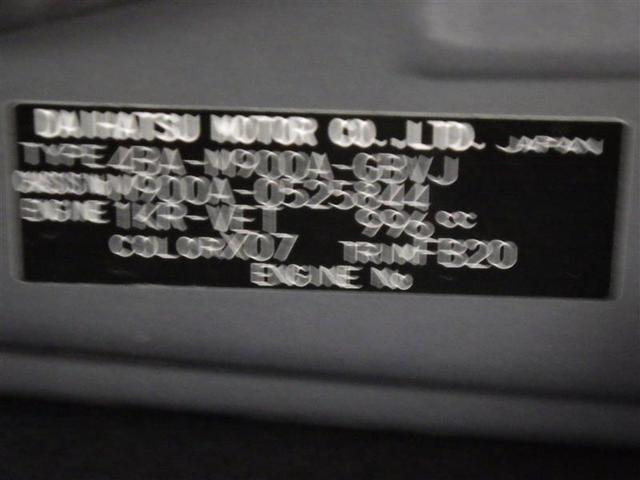 DAIHATSU MOTOR CO.,LTD. JAPAN
TYPE 4BA-M900A-GBWJ
CHASSIS No. M900A-0525844
ENGINE 1KR-VET 996 cc
COLOR X07 TRIM FB20
ENGINE No.